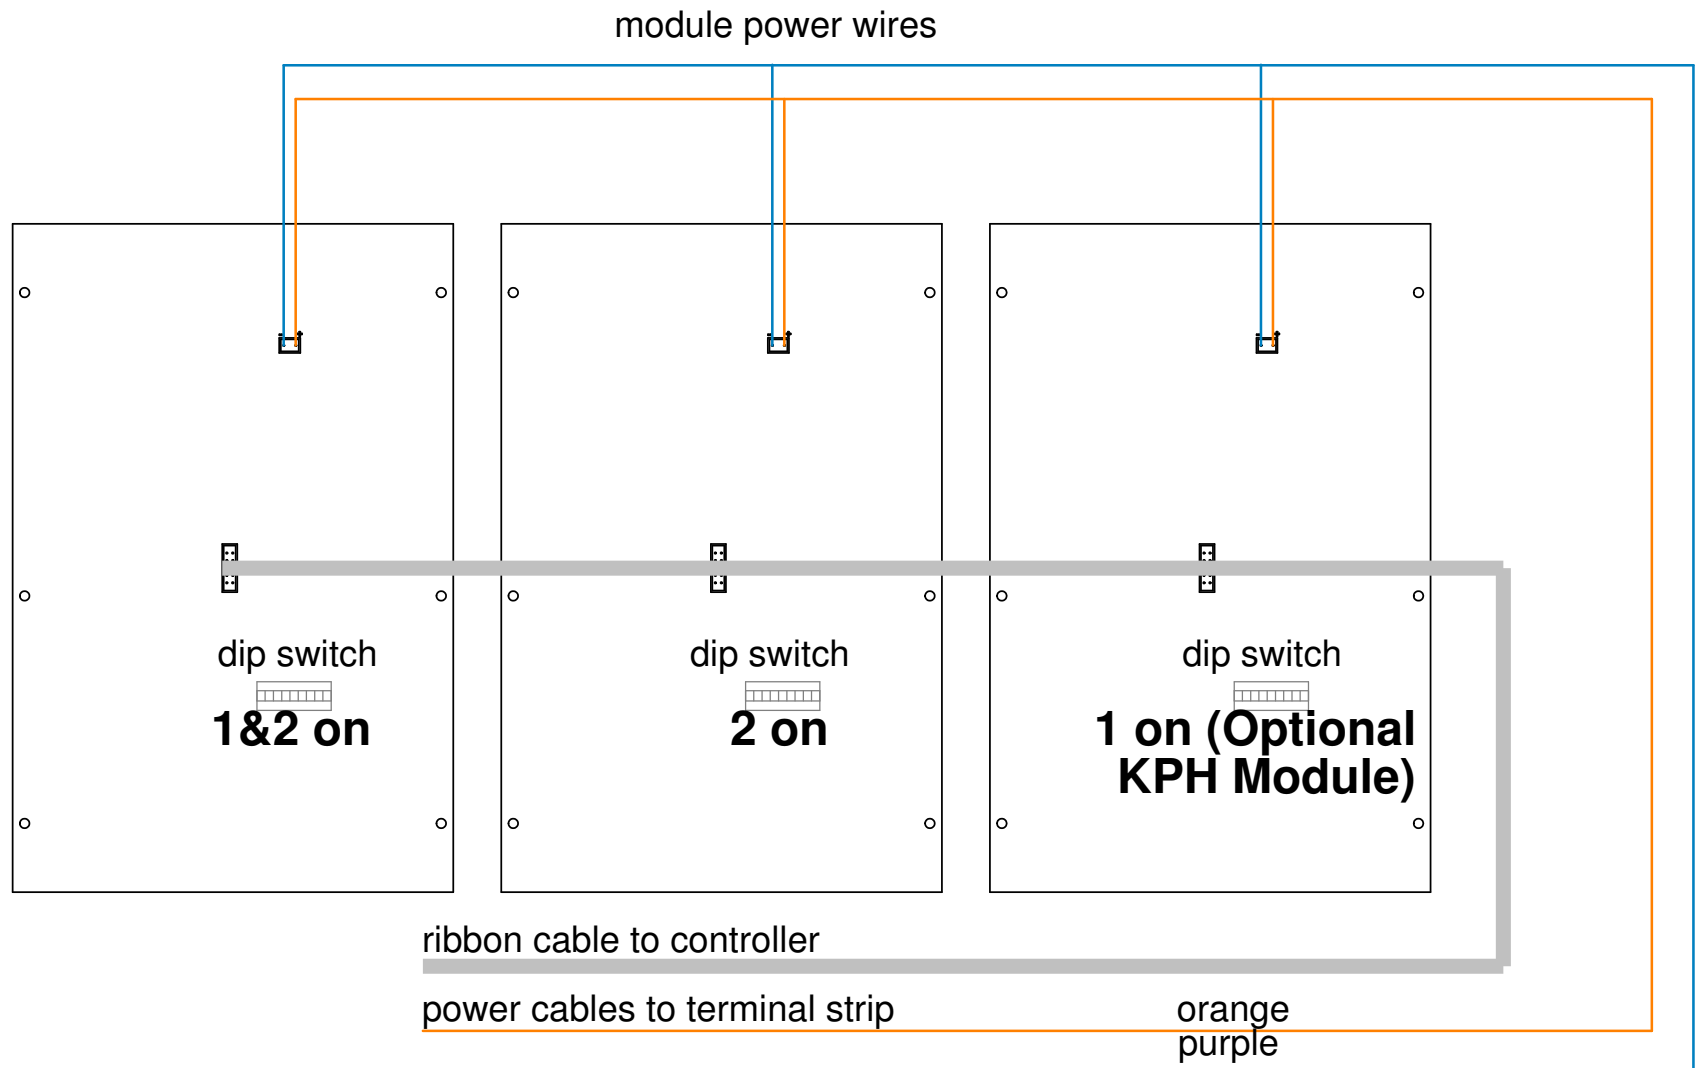 module power wires
dip switch
1&2 on
dip switch
2 on
dip switch
1 on (Optional
KPH Module)
ribbon cable to controller
power cables to terminal strip
orange
purple